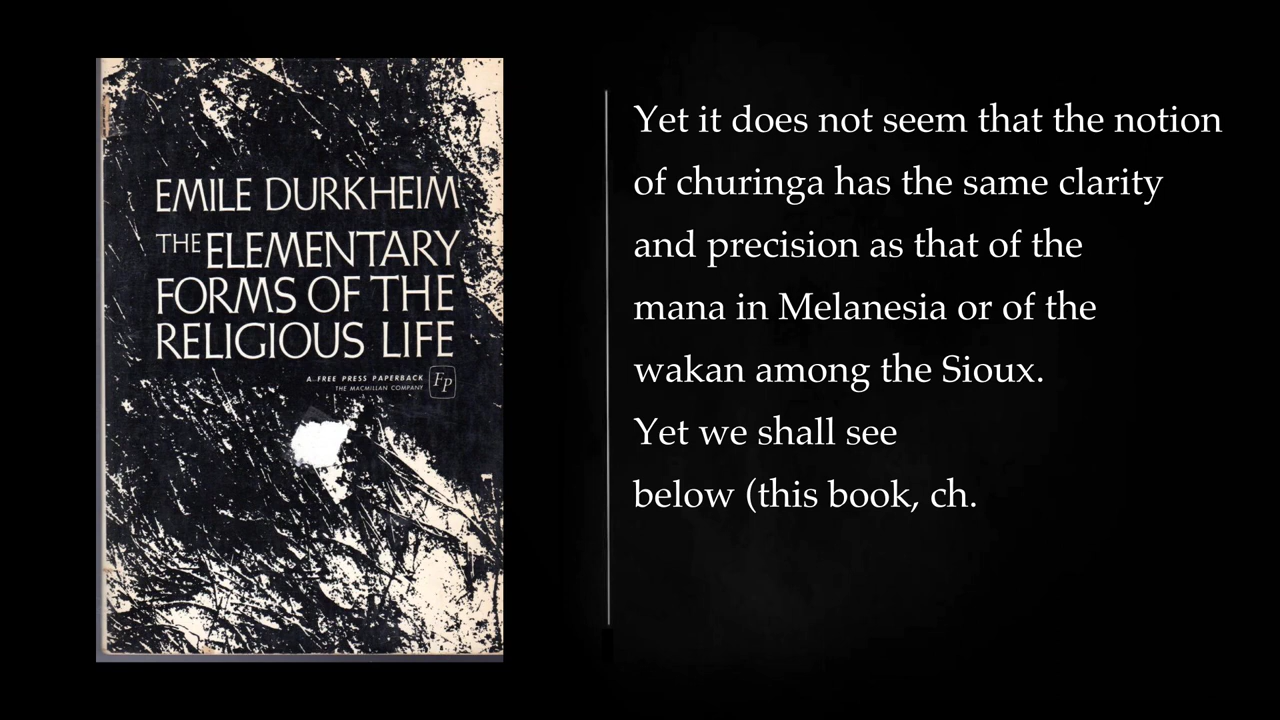 EMILE DURKHEIM
THE ELEMENTARY
FORMS OF THE
RELIGIOUS LIFE
A FREE PRESS PAPERBACK
THE MACMILLAN COMPANY
Fp
Yet it does not seem that the notion
of churinga has the same clarity
and precision as that of the
mana in Melanesia or of the
wakan among the Sioux.
Yet we shall see
below (this book, ch.